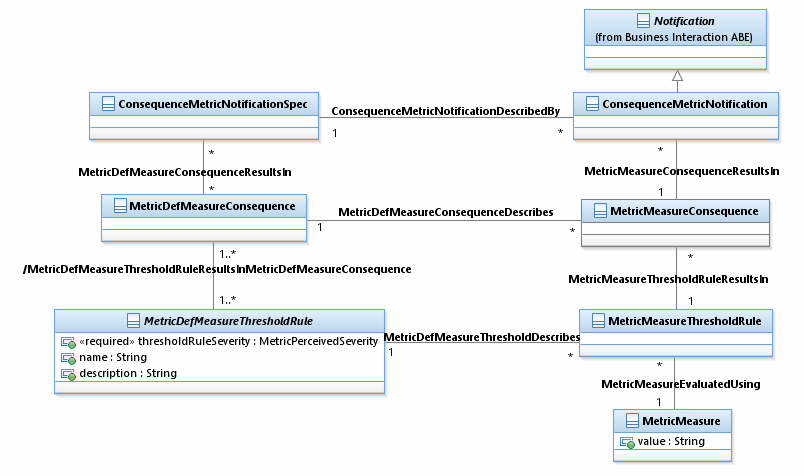 Notification
(from Business Interaction ABE)
ConsequenceMetricNotificationSpec
ConsequenceMetricNotificationDescribedBy
1
*
ConsequenceMetricNotification
*
MetricDefMeasureConsequenceResultsIn
*
*
MetricMeasureConsequenceResultsIn
1
MetricDefMeasureConsequence
MetricDefMeasureConsequenceDescribes
1
*
MetricMeasureConsequence
1..*
/MetricDefMeasureThresholdRuleResultsInMetricDefMeasureConsequence
1..*
*
MetricMeasureThresholdRuleResultsIn
1
MetricDefMeasureThresholdRule
«required» thresholdRuleSeverity : MetricPerceivedSeverity
name : String
description : String
MetricDefMeasureThresholdDescribes
1
*
MetricMeasureThresholdRule
*
MetricMeasureEvaluatedUsing
1
MetricMeasure
value : String